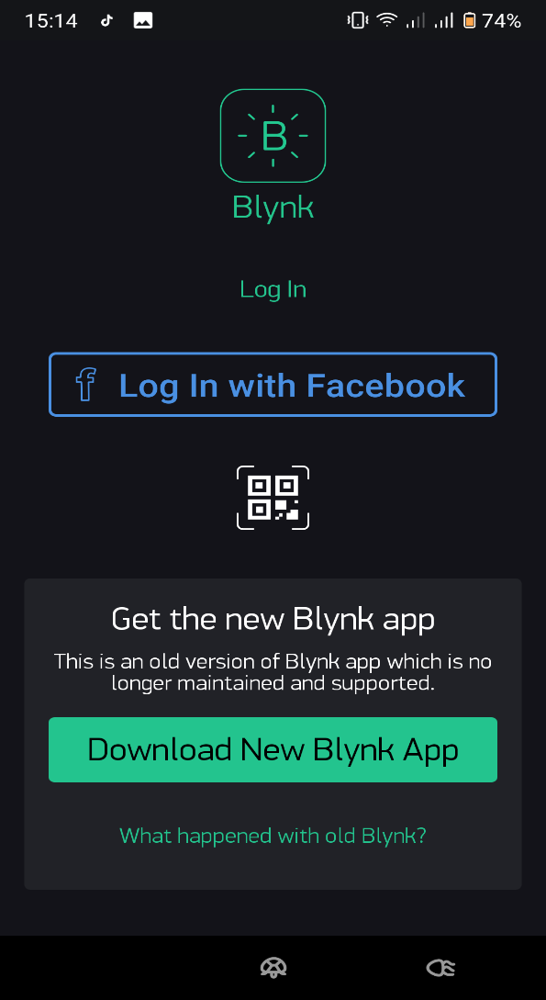 15:14 74%
B
Blynk
Log In
f Log In with Facebook
Get the new Blynk app
This is an old version of Blynk app which is no
longer maintained and supported.
Download New Blynk App
What happened with old Blynk?